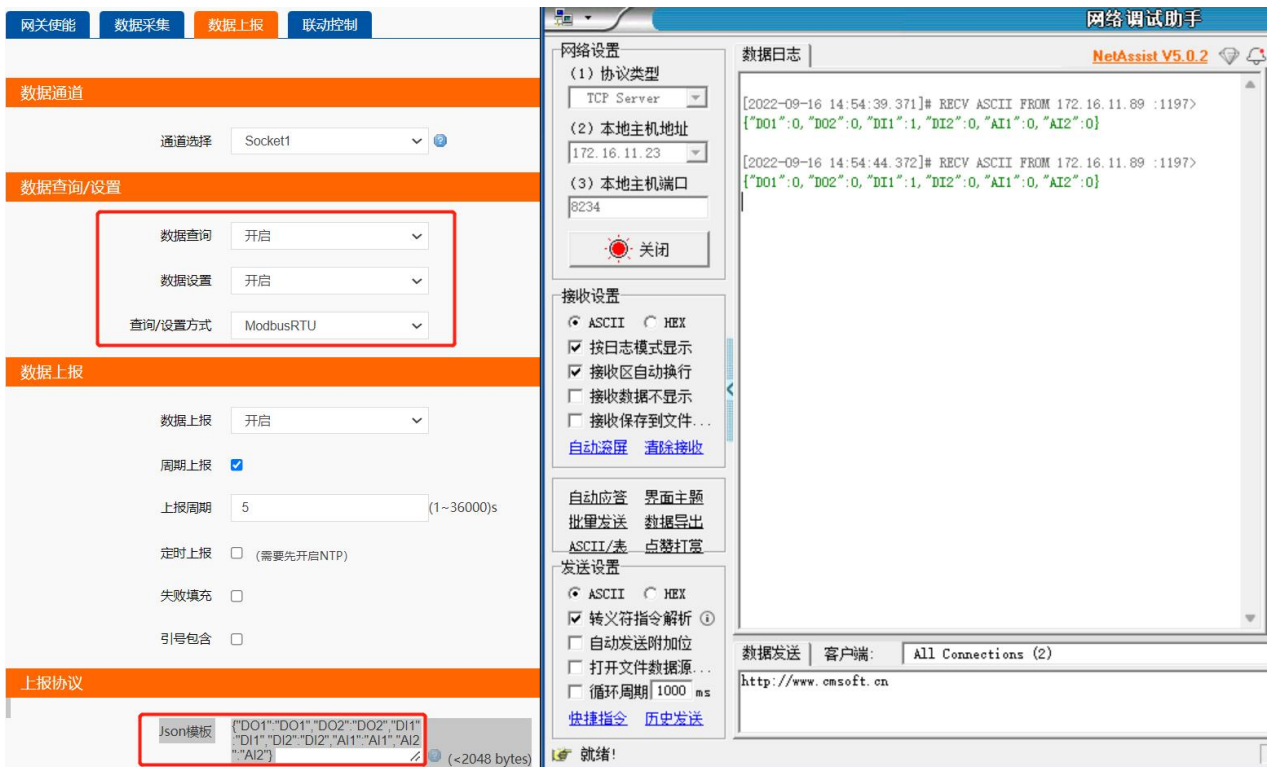 网关使能 数据采集 数据上报 联动控制
数据通道
通道选择 Socket1
数据查询/设置
数据查询 开启
数据设置 开启
查询/设置方式 ModbusRTU
数据上报
数据上报 开启
周期上报
上报周期 5 (1~36000)s
定时上报 (需要先开启NTP)
失败填充
引号包含
上报协议
Json模板 {"DO1":"DO1","DO2":"DO2","DI1"
:"DI1","DI2":"DI2","AI1":"AI1","AI2
":"AI2"} (<2048 bytes)
网络调试助手
网络设置
(1) 协议类型
TCP Server
(2) 本地主机地址
172.16.11.23
(3) 本地主机端口
8234
关闭
接收设置
ASCII HEX
按日志模式显示
接收区自动换行
接收数据不显示
接收保存到文件...
自动滚屏 清除接收
自动应答 界面主题
批量发送 数据导出
ASCII/表 点赞打赏
发送设置
ASCII HEX
转义符指令解析
自动发送附加位
打开文件数据源...
循环周期 1000 ms
快捷指令 历史发送
就绪!
数据日志 NetAssist V5.0.2
[2022-09-16 14:54:39.371]# RECV ASCII FROM 172.16.11.89 :1197>
{"DO1":0,"DO2":0,"DI1":1,"DI2":0,"AI1":0,"AI2":0}
[2022-09-16 14:54:44.372]# RECV ASCII FROM 172.16.11.89 :1197>
{"DO1":0,"DO2":0,"DI1":1,"DI2":0,"AI1":0,"AI2":0}
数据发送 客户端: All Connections (2)
http://www.cmsoft.cn